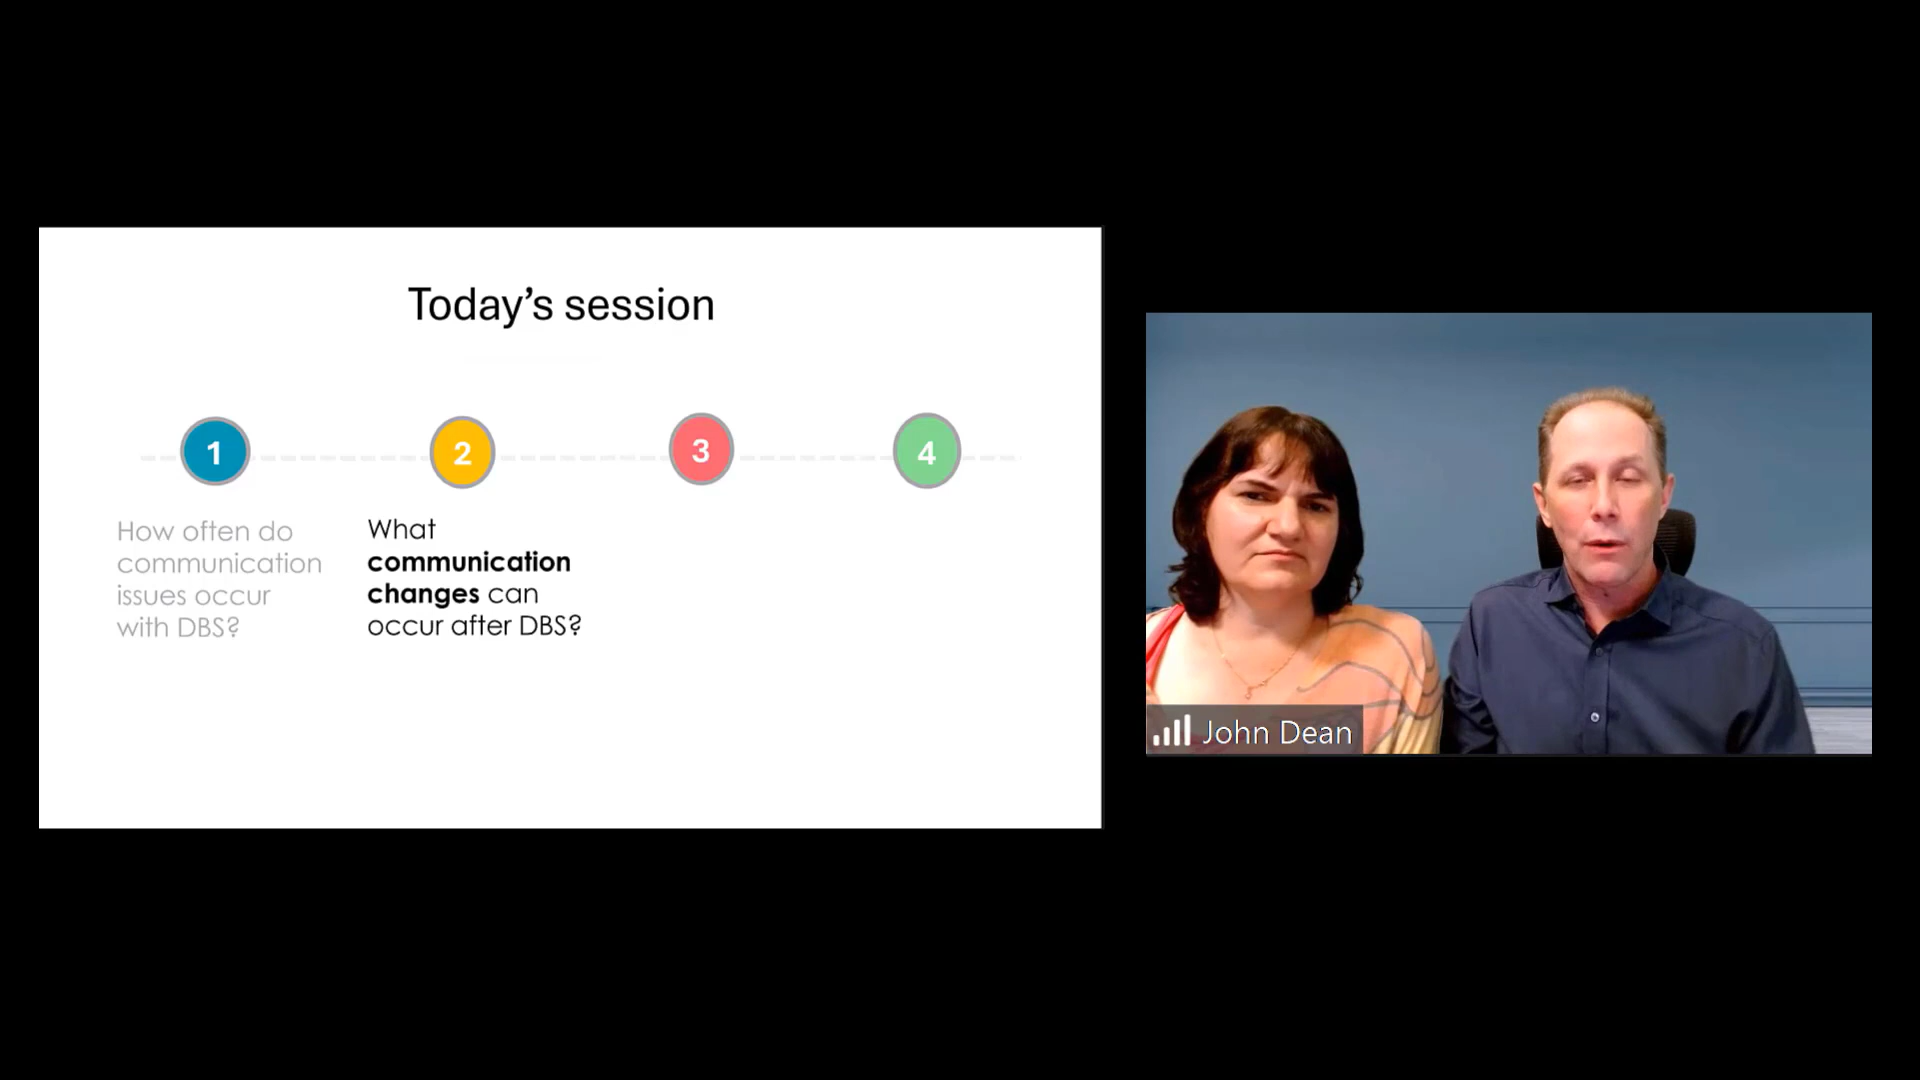 Today’s session
1
2
3
4
How often do
communication
issues occur
with DBS?
What
communication
changes can
occur after DBS?
John Dean